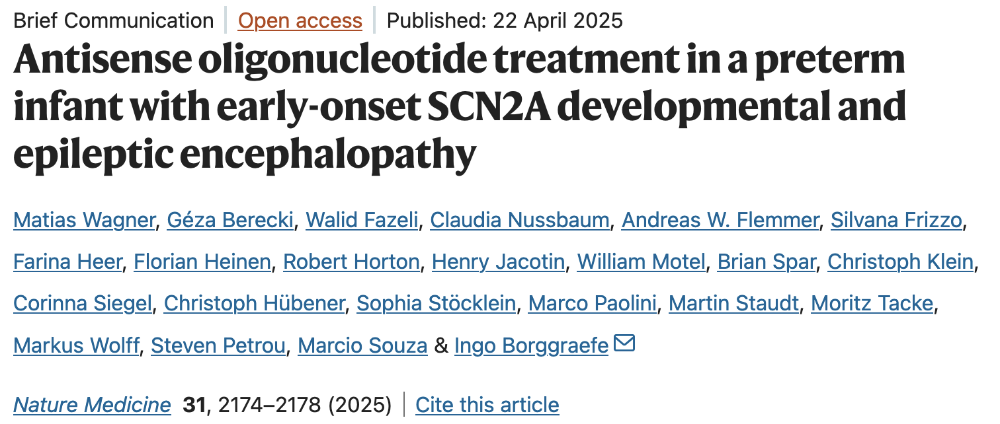 Brief Communication | Open access | Published: 22 April 2025
Antisense oligonucleotide treatment in a preterm
infant with early-onset SCN2A developmental and
epileptic encephalopathy
Matias Wagner, Géza Berecki, Walid Fazeli, Claudia Nussbaum, Andreas W. Flemmer, Silvana Frizzo,
Farina Heer, Florian Heinen, Robert Horton, Henry Jacotin, William Motel, Brian Spar, Christoph Klein,
Corinna Siegel, Christoph Hübener, Sophia Stöcklein, Marco Paolini, Martin Staudt, Moritz Tacke,
Markus Wolff, Steven Petrou, Marcio Souza & Ingo Borggraefe
Nature Medicine 31, 2174–2178 (2025) | Cite this article